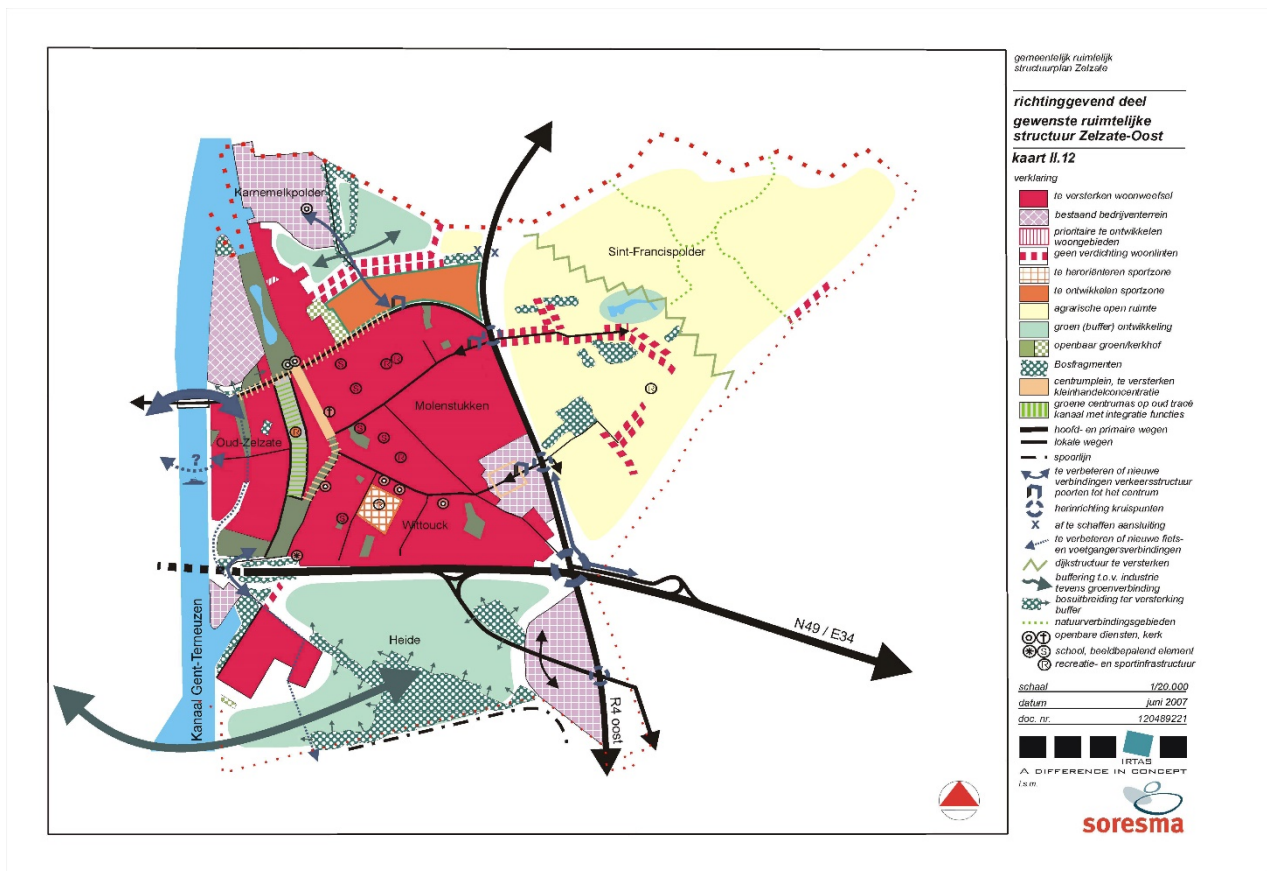 gemeentelijk ruimtelijk
structuurplan Zelzate
richtinggevend deel
gewenste ruimtelijke
structuur Zelzate-Oost
kaart II.12
verklaring
te versterken woonweefsel
bestaand bedrijventerrein
prioritaire te ontwikkelen
woongebieden
geen verdichting woonlinten
te heroriënteren sportzone
te ontwikkelen sportzone
agrarische open ruimte
groen (buffer) ontwikkeling
openbaar groen/kerkhof
Bosfragmenten
centrumplein, te versterken
kleinhandelconcentratie
groene centrumas op oud tracé
kanaal met integratie functies
hoofd- en primaire wegen
lokale wegen
spoorlijn
te verbeteren of nieuwe
verbindingen verkeersstructuur
poorten tot het centrum
herinrichting kruispunten
x af te schaffen aansluiting
te verbeteren of nieuwe fiets-
en voetgangersverbindingen
dijkstructuur te versterken
buffering t.o.v. industrie
tevens groenverbinding
bosuitbreiding ter versterking
buffer
natuurverbindingsgebieden
openbare diensten, kerk
S school, beeldbepalend element
R recreatie- en sportinfrastructuur
schaal 1/20.000
datum juni 2007
doc. nr. 120489221
IRTAS
A DIFFERENCE IN CONCEPT
i.s.m.
soresma
Karnemelkpolder
Sint-Francispolder
x x
S R R
S
R
Molenstukken
R
S
S
R
Oud-Zelzate
?
R
S
Wittouck
Heide
N49 / E34
R4 oost
Kanaal Gent-Terneuzen